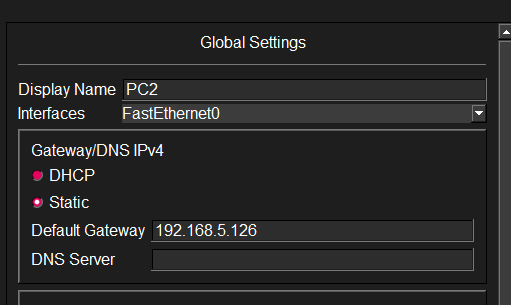 Global Settings
Display Name PC2
Interfaces FastEthernet0
Gateway/DNS IPv4
DHCP
Static
Default Gateway 192.168.5.126
DNS Server